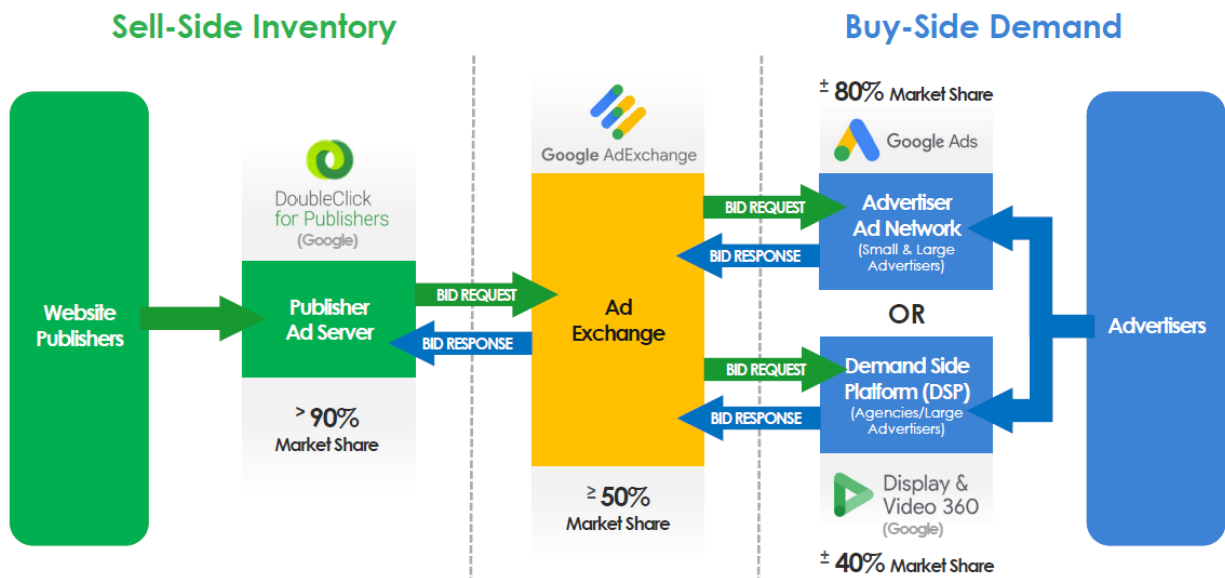 Sell-Side Inventory
Buy-Side Demand
Website
Publishers
DoubleClick
for Publishers
(Google)
Publisher
Ad Server
> 90%
Market Share
BID REQUEST
BID RESPONSE
Google AdExchange
Ad
Exchange
≥ 50%
Market Share
BID REQUEST
BID RESPONSE
BID REQUEST
BID RESPONSE
± 80% Market Share
Google Ads
Advertiser
Ad Network
(Small & Large
Advertisers)
OR
Demand Side
Platform (DSP)
(Agencies/Large
Advertisers)
Display &
Video 360
(Google)
± 40% Market Share
Advertisers